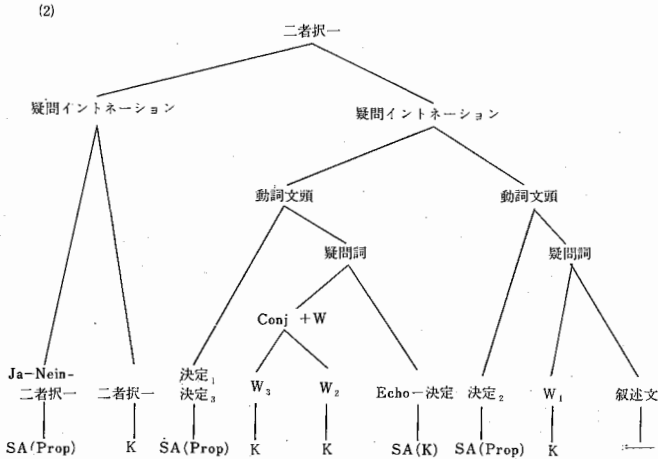 (2)
二者択一
疑問イントネーション 疑問イントネーション
動詞文頭 動詞文頭
疑問詞 疑問詞
Conj +W
Ja-Nein-二者択一 二者択一 決定₁ 決定₃ W₃ W₂ Echo-決定 決定₂ W₁ 叙述文
SA(Prop) K SA(Prop) K K SA(K) SA(Prop) K